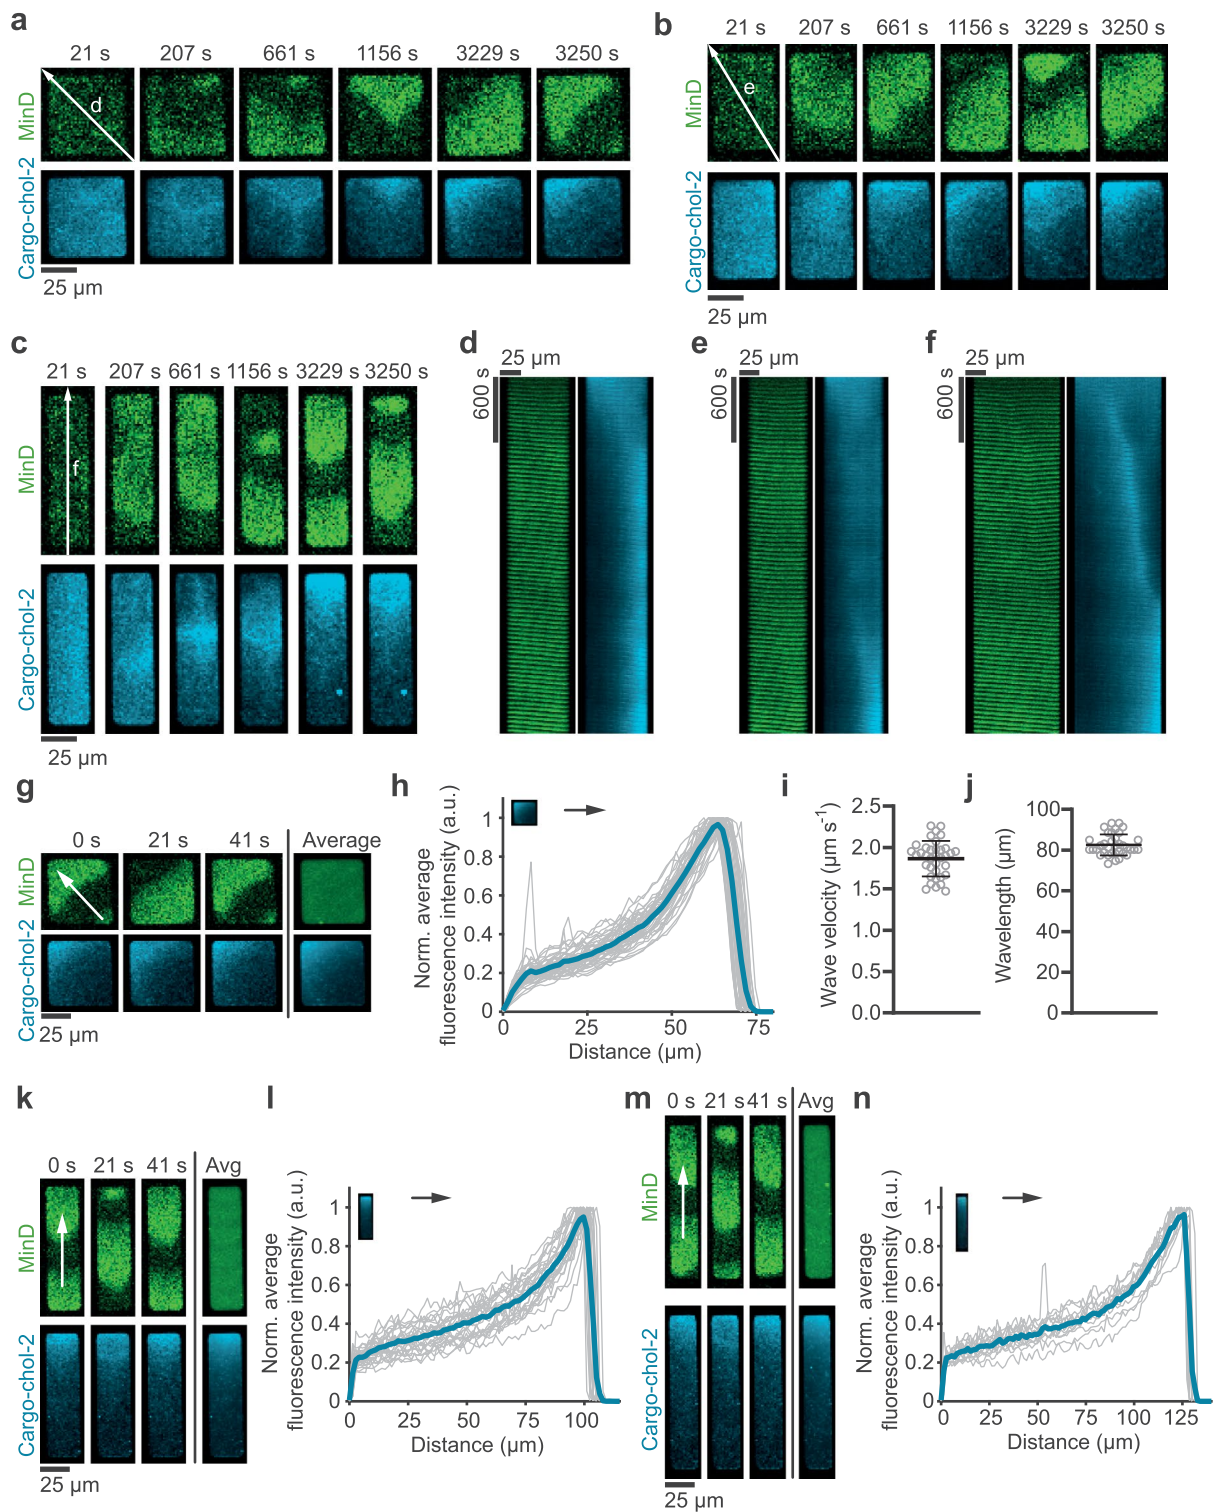 a
21 s 207 s 661 s 1156 s 3229 s 3250 s
MinD
d
Cargo-chol-2
25 µm
b
21 s 207 s 661 s 1156 s 3229 s 3250 s
MinD
e
Cargo-chol-2
25 µm
c
21 s 207 s 661 s 1156 s 3229 s 3250 s
MinD
f
Cargo-chol-2
25 µm
d
25 µm
600 s
e
25 µm
600 s
f
25 µm
600 s
g
0 s 21 s 41 s Average
MinD
Cargo-chol-2
25 µm
h
Norm. average
fluorescence intensity (a.u.)
1
0.8
0.6
0.4
0.2
0
0 25 50 75
Distance (µm)
i
Wave velocity (µm s-1)
2.5
2.0
1.5
1.0
0.5
0.0
j
Wavelength (µm)
100
80
60
40
20
0
k
0 s 21 s 41 s Avg
MinD
Cargo-chol-2
25 µm
l
Norm. average
fluorescence intensity (a.u.)
1
0.8
0.6
0.4
0.2
0
0 25 50 75 100
Distance (µm)
m
0 s 21 s 41 s Avg
MinD
Cargo-chol-2
25 µm
n
Norm. average
fluorescence intensity (a.u.)
1
0.8
0.6
0.4
0.2
0
0 25 50 75 100 125
Distance (µm)